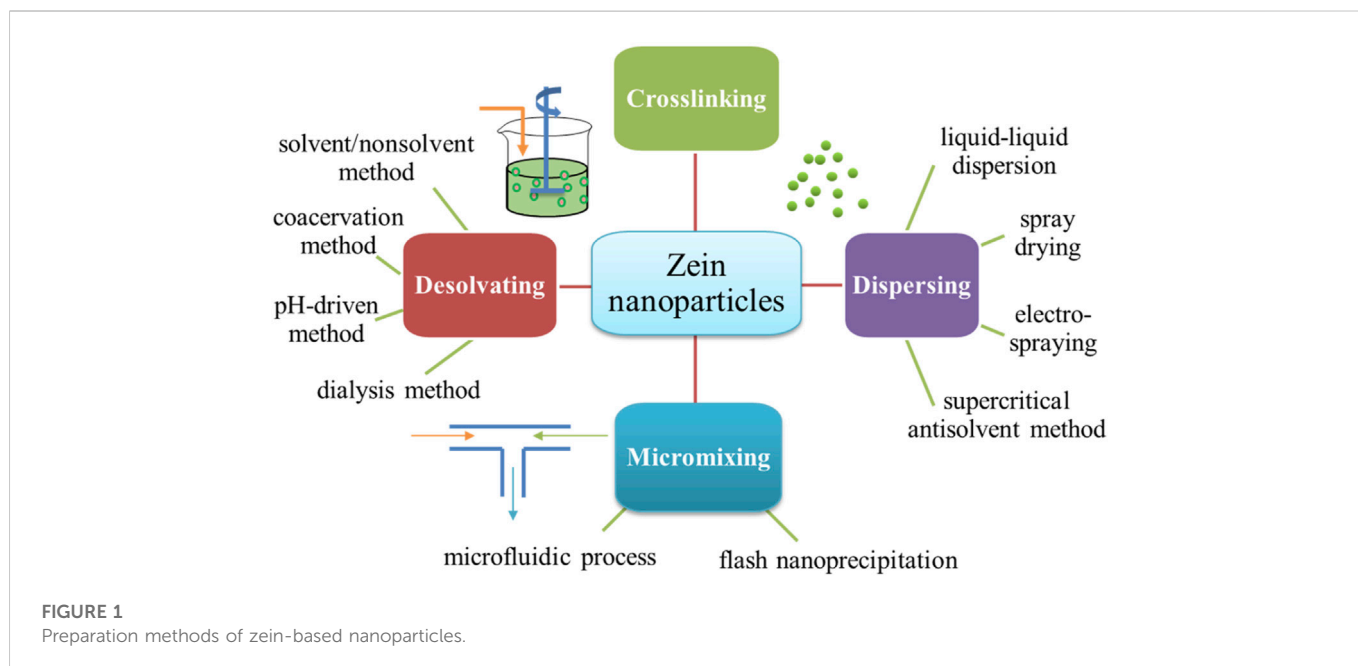 Crosslinking
solvent/nonsolvent
method
coacervation
method
pH-driven
method
dialysis method
Desolvating
Zein
nanoparticles
Dispersing
liquid-liquid
dispersion
spray
drying
electro-
spraying
supercritical
antisolvent method
Micromixing
microfluidic process
flash nanoprecipitation
FIGURE 1
Preparation methods of zein-based nanoparticles.